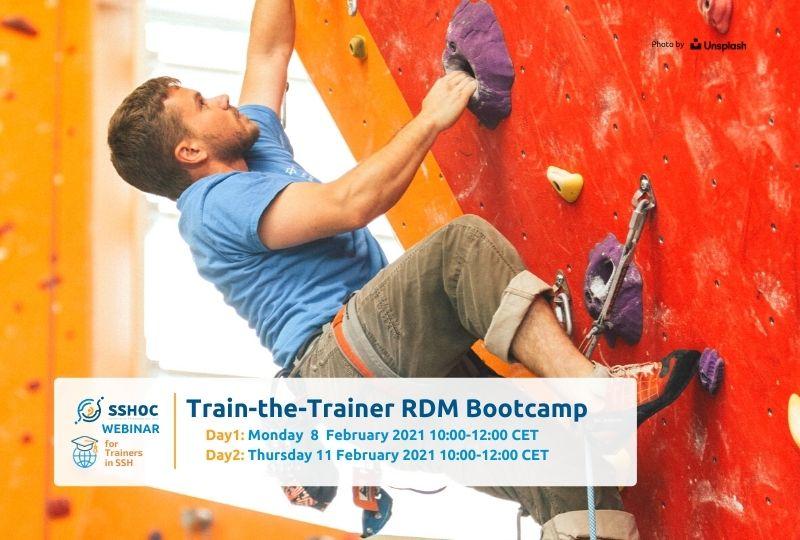 Photo by Unsplash
SSHOC
WEBINAR
for
Trainers
in SSH
Train-the-Trainer RDM Bootcamp
Day1: Monday 8 February 2021 10:00-12:00 CET
Day2: Thursday 11 February 2021 10:00-12:00 CET